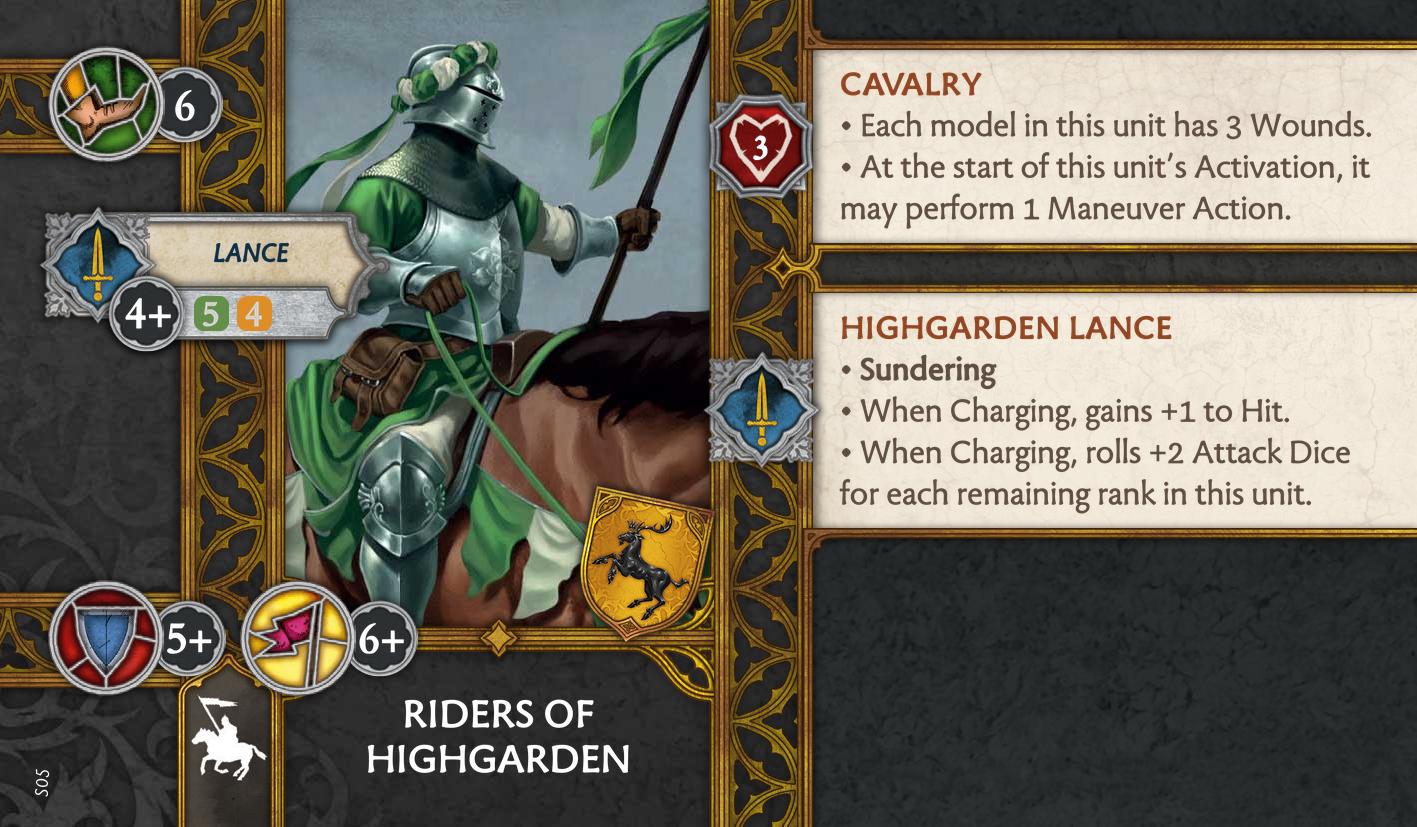 6
LANCE
4+ 5 4
5+ 6+
RIDERS OF
HIGHGARDEN
S05
3
CAVALRY
• Each model in this unit has 3 Wounds.
• At the start of this unit's Activation, it
may perform 1 Maneuver Action.
HIGHGARDEN LANCE
• Sundering
• When Charging, gains +1 to Hit.
• When Charging, rolls +2 Attack Dice
for each remaining rank in this unit.